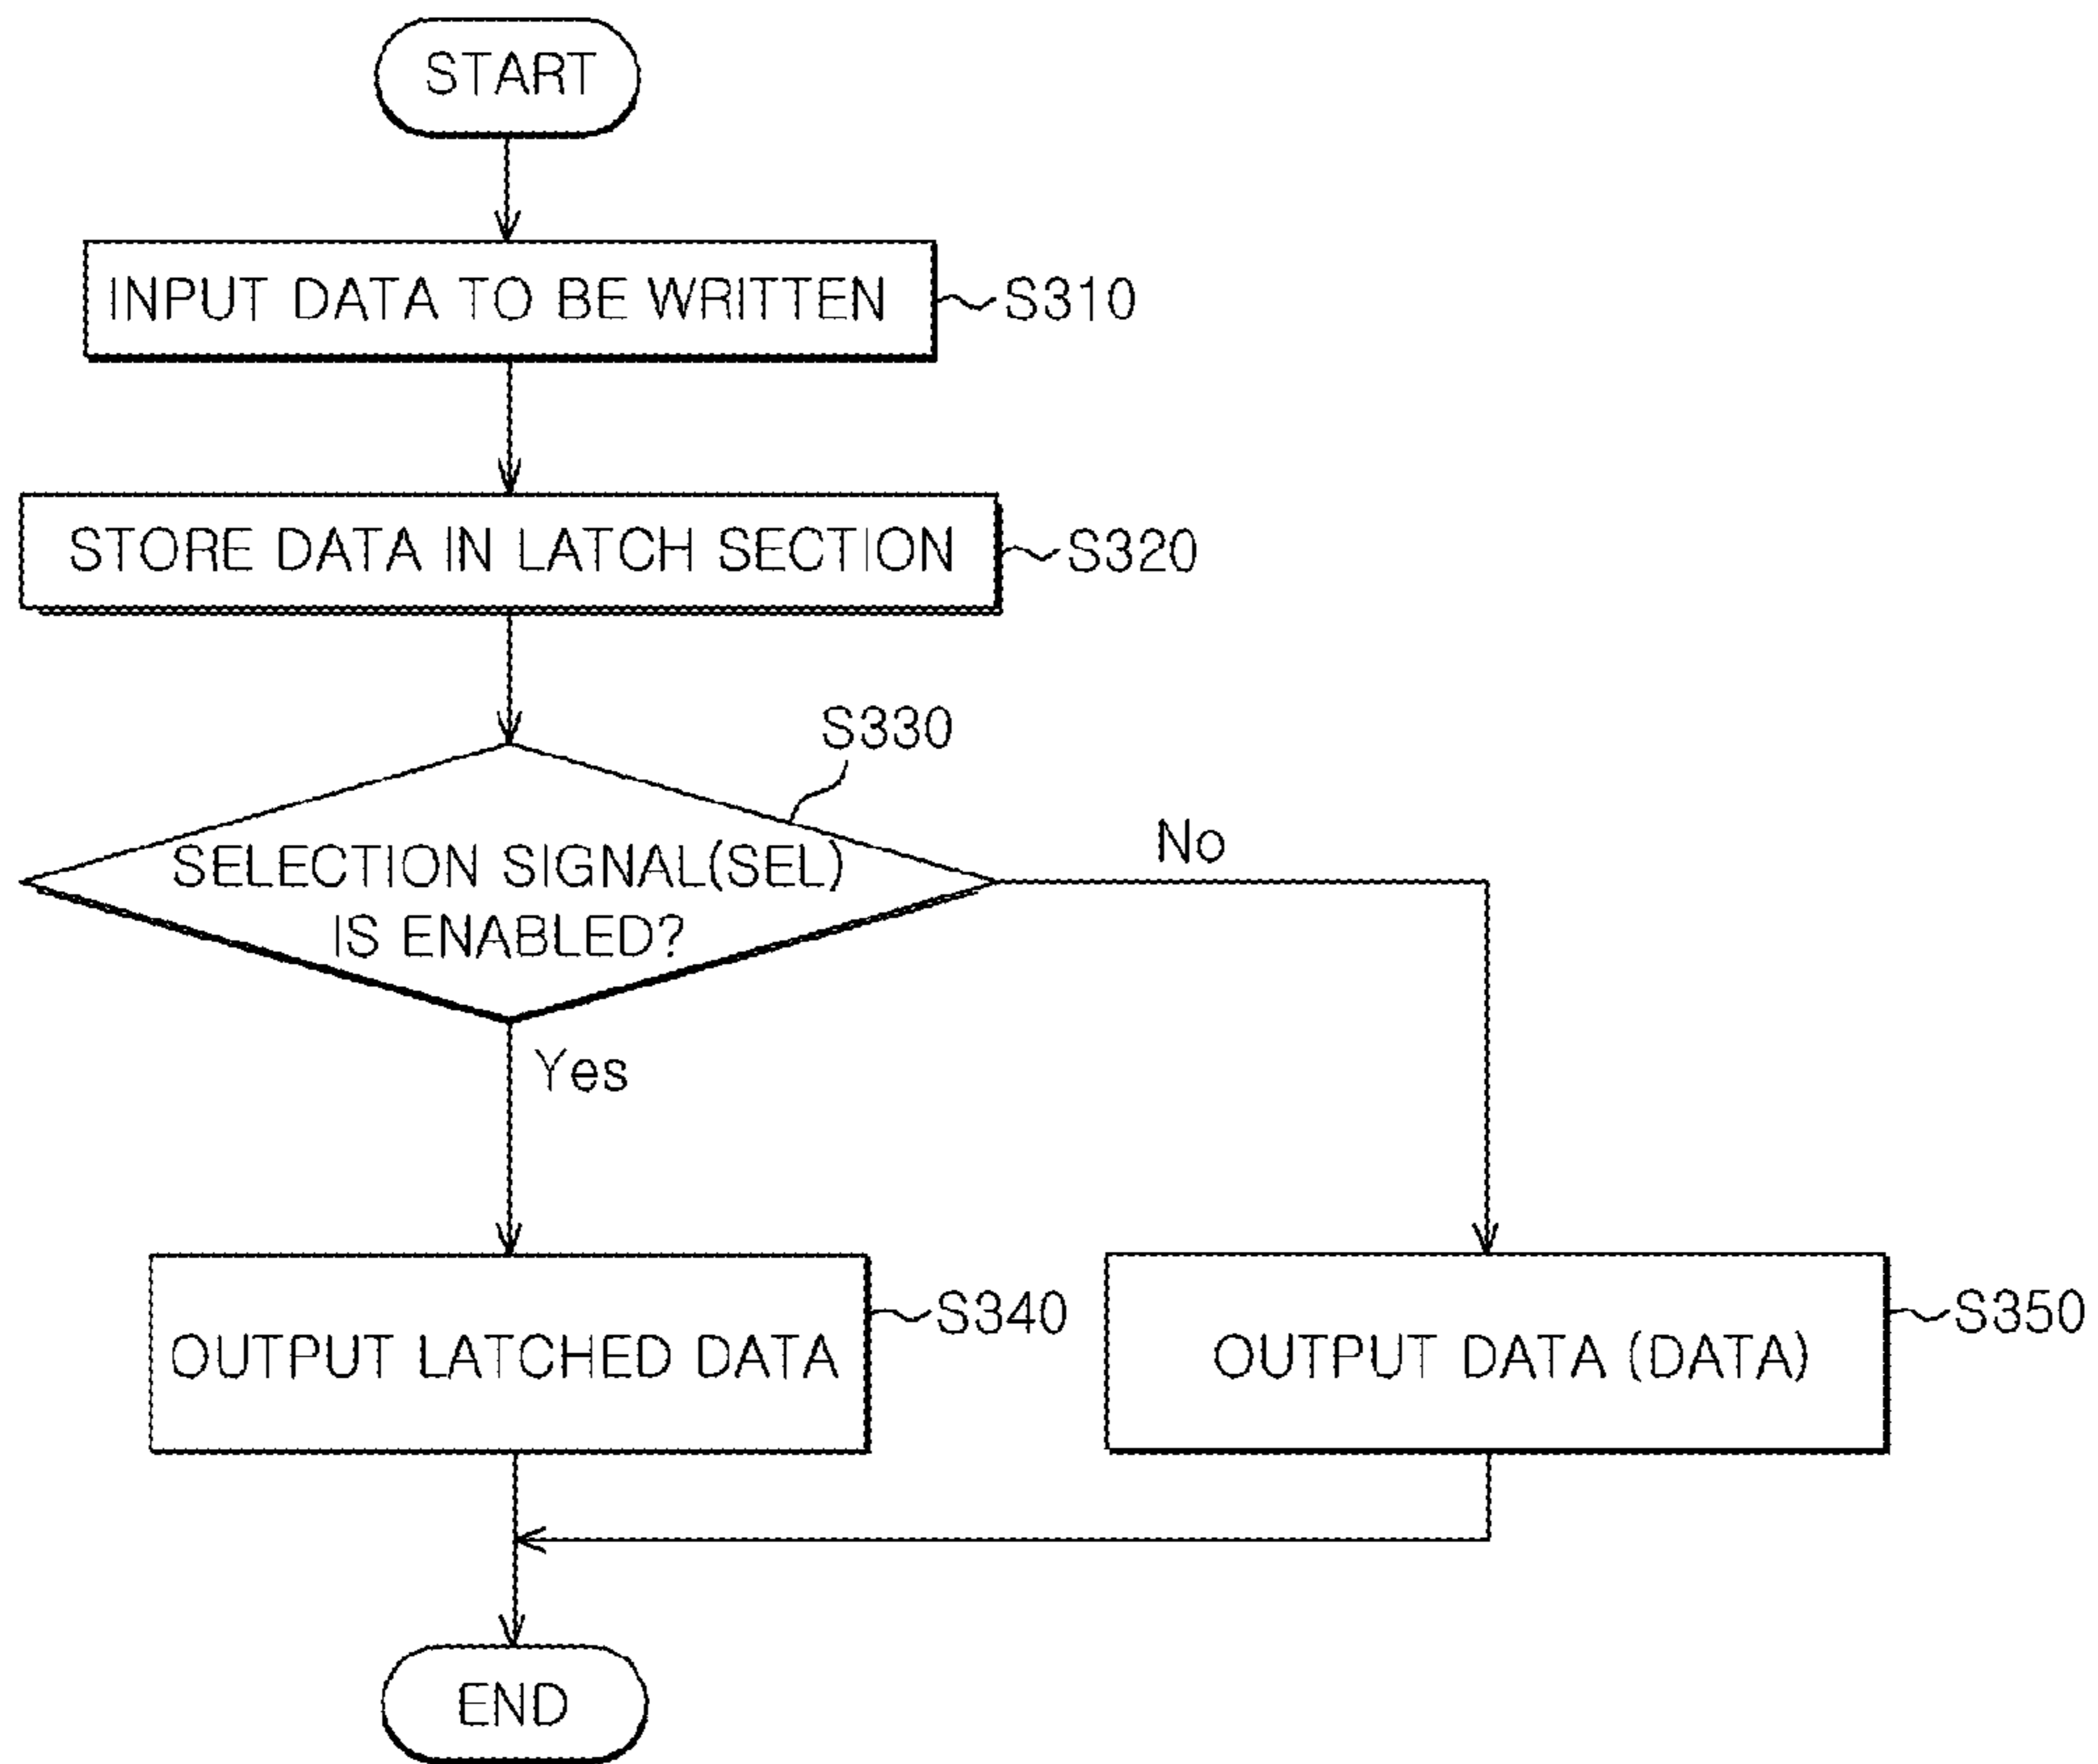 START
INPUT DATA TO BE WRITTEN
S310
STORE DATA IN LATCH SECTION
S320
S330
SELECTION SIGNAL(SEL)
IS ENABLED?
No
Yes
OUTPUT LATCHED DATA
S340
OUTPUT DATA (DATA)
S350
END